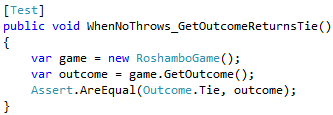 [Test]
public void WhenNoThrows_GetOutcomeReturnsTie()
{
    var game = new RoshamboGame();
    var outcome = game.GetOutcome();
    Assert.AreEqual(Outcome.Tie, outcome);
}